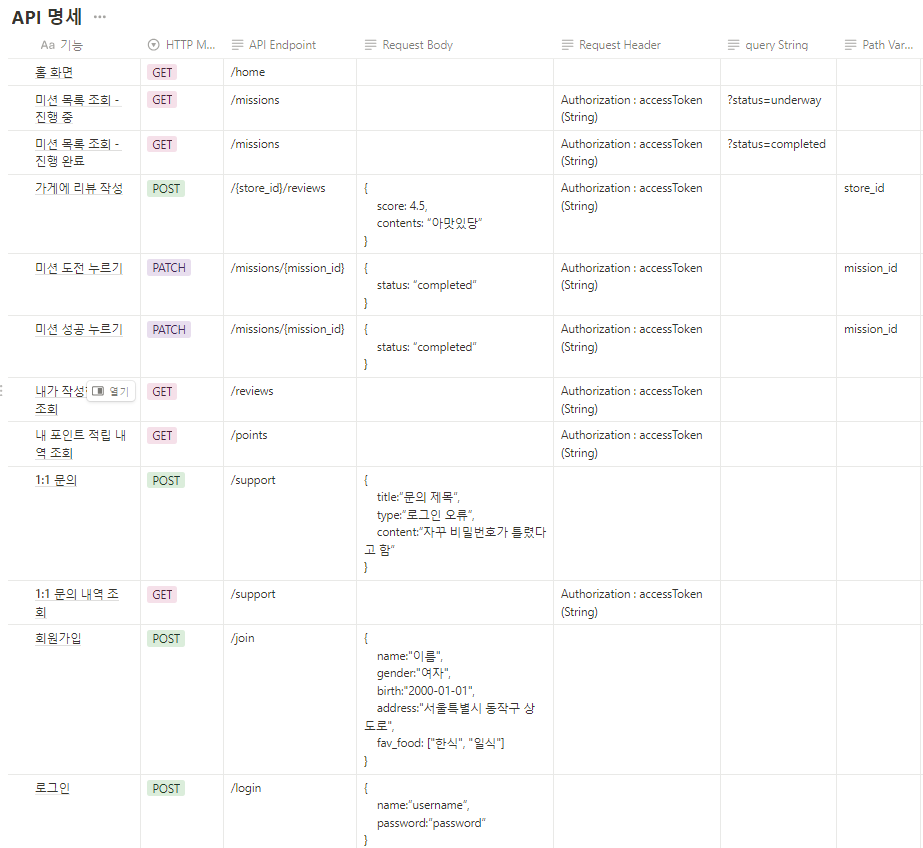 API 명세 ···
Aa 기능
HTTP M...
API Endpoint
Request Body
Request Header
query String
Path Var...
홈 화면
GET
/home
미션 목록 조회 -
진행 중
GET
/missions
Authorization : accessToken
(String)
?status=underway
미션 목록 조회 -
진행 완료
GET
/missions
Authorization : accessToken
(String)
?status=completed
가게에 리뷰 작성
POST
/{store_id}/reviews
{
score: 4.5,
contents: “아맛있당”
}
Authorization : accessToken
(String)
store_id
미션 도전 누르기
PATCH
/missions/{mission_id}
{
status: “completed”
}
Authorization : accessToken
(String)
mission_id
미션 성공 누르기
PATCH
/missions/{mission_id}
{
status: “completed”
}
Authorization : accessToken
(String)
mission_id
내가 작성
조회
열기
GET
/reviews
Authorization : accessToken
(String)
내 포인트 적립 내
역 조회
GET
/points
Authorization : accessToken
(String)
1:1 문의
POST
/support
{
title:”문의 제목”,
type:”로그인 오류”,
content:”자꾸 비밀번호가 틀렸다
고 함”
}
1:1 문의 내역 조
회
GET
/support
Authorization : accessToken
(String)
회원가입
POST
/join
{
name:"이름",
gender:"여자",
birth:"2000-01-01",
address:"서울특별시 동작구 상
도로",
fav_food: ["한식", "일식"]
}
로그인
POST
/login
{
name:”username”,
password:”password”
}